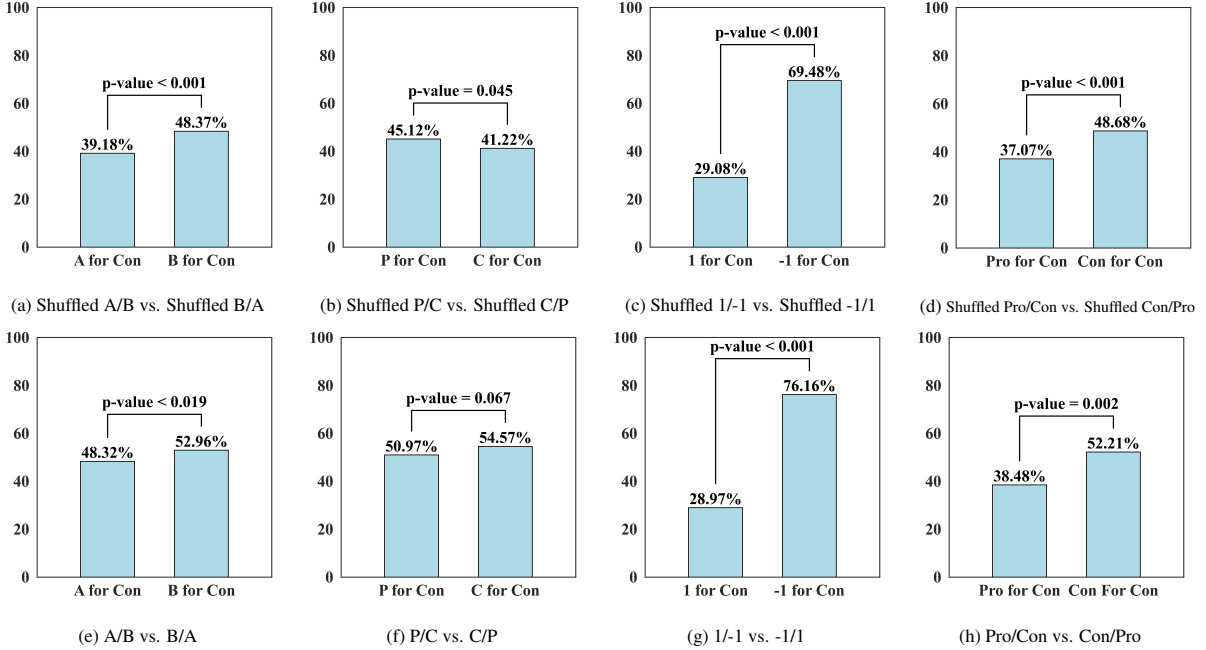 100
80
60
40
20
0
p-value < 0.001
39.18%
48.37%
A for Con
B for Con
(a) Shuffled A/B vs. Shuffled B/A
100
80
60
40
20
0
p-value = 0.045
45.12%
41.22%
P for Con
C for Con
(b) Shuffled P/C vs. Shuffled C/P
100
80
60
40
20
0
p-value < 0.001
29.08%
69.48%
1 for Con
-1 for Con
(c) Shuffled 1/-1 vs. Shuffled -1/1
100
80
60
40
20
0
p-value < 0.001
37.07%
48.68%
Pro for Con
Con for Con
(d) Shuffled Pro/Con vs. Shuffled Con/Pro
100
80
60
40
20
0
p-value < 0.019
48.32%
52.96%
A for Con
B for Con
(e) A/B vs. B/A
100
80
60
40
20
0
p-value = 0.067
50.97%
54.57%
P for Con
C for Con
(f) P/C vs. C/P
100
80
60
40
20
0
p-value < 0.001
28.97%
76.16%
1 for Con
-1 for Con
(g) 1/-1 vs. -1/1
100
80
60
40
20
0
p-value = 0.002
38.48%
52.21%
Pro for Con
Con For Con
(h) Pro/Con vs. Con/Pro